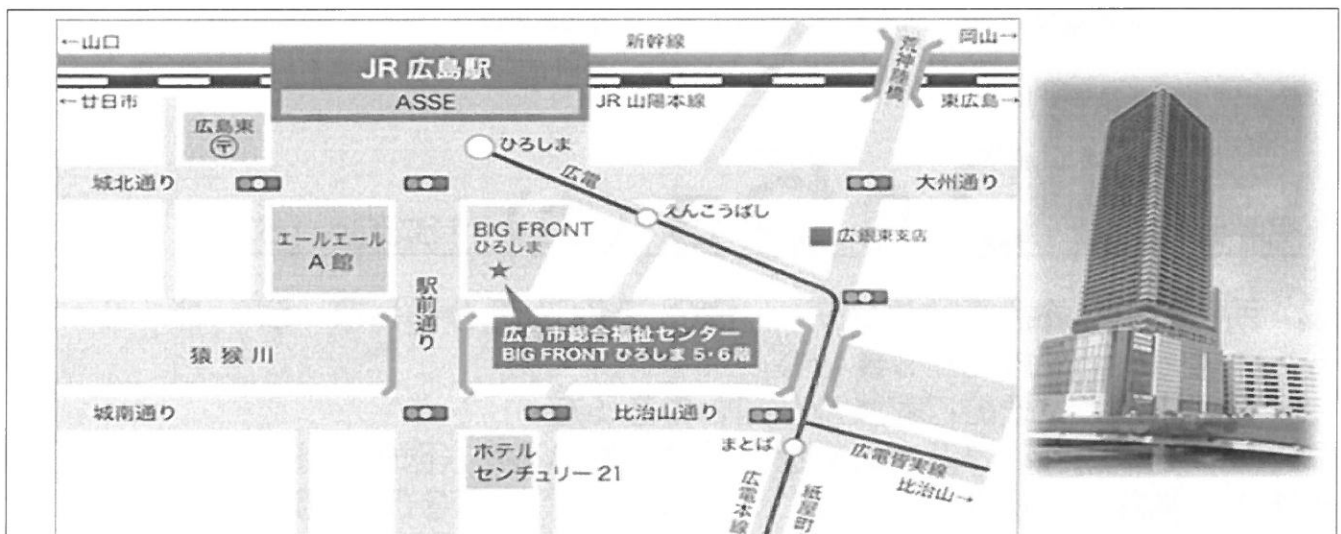 ←山口
新幹線
岡山→
JR 広島駅
荒神陸橋
ASSE
←廿日市
JR 山陽本線
東広島→
広島東
〒
ひろしま
城北通り
広電
大州通り
えんこうばし
エールエール
A 館
BIG FRONT
ひろしま
広銀東支店
駅前通り
広島市総合福祉センター
BIG FRONT ひろしま 5・6階
猿猴川
城南通り
比治山通り
ホテル
センチュリー21
まとば
広電皆実線
比治山→
広電本線
紙屋町